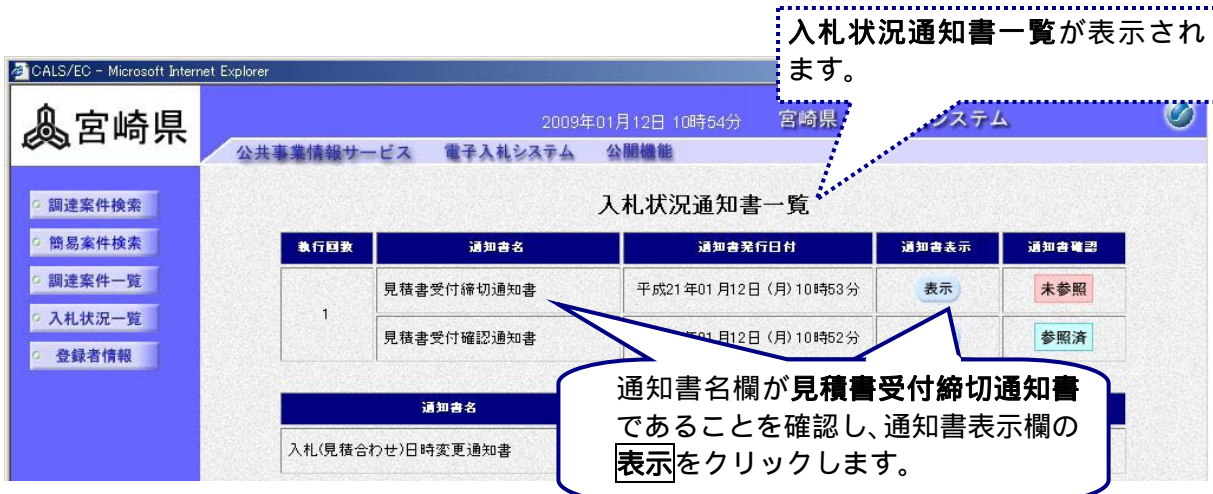 入札状況通知書一覧が表示され
ます。
CALS/EC - Microsoft Internet Explorer
宮崎県
2009年01月12日 10時54分 宮崎県 システム
公共事業情報サービス 電子入札システム 公開機能
調達案件検索
簡易案件検索
調達案件一覧
入札状況一覧
登録者情報
入札状況通知書一覧
執行回数 通知書名 通知書発行日付 通知書表示 通知書確認
1
見積書受付締切通知書 平成21年01月12日(月)10時53分 表示 未参照
見積書受付確認通知書 月12日(月)10時52分 参照済
通知書名
入札(見積合わせ)日時変更通知書
通知書名欄が見積書受付締切通知書
であることを確認し、通知書表示欄の
表示をクリックします。